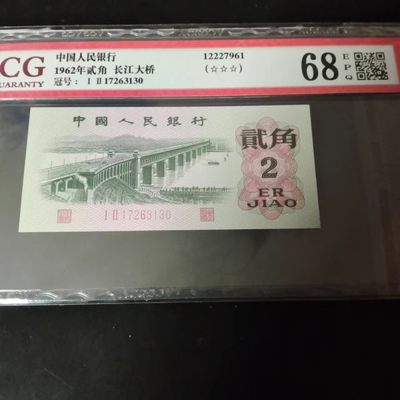 CG
UARANTY
中国人民银行
1962年贰角 长江大桥
冠号： I II 17263130
12227961
(☆☆☆)
68
E
P
Q
中國人民銀行
貳角
2
ER
JIAO
I II 17263130